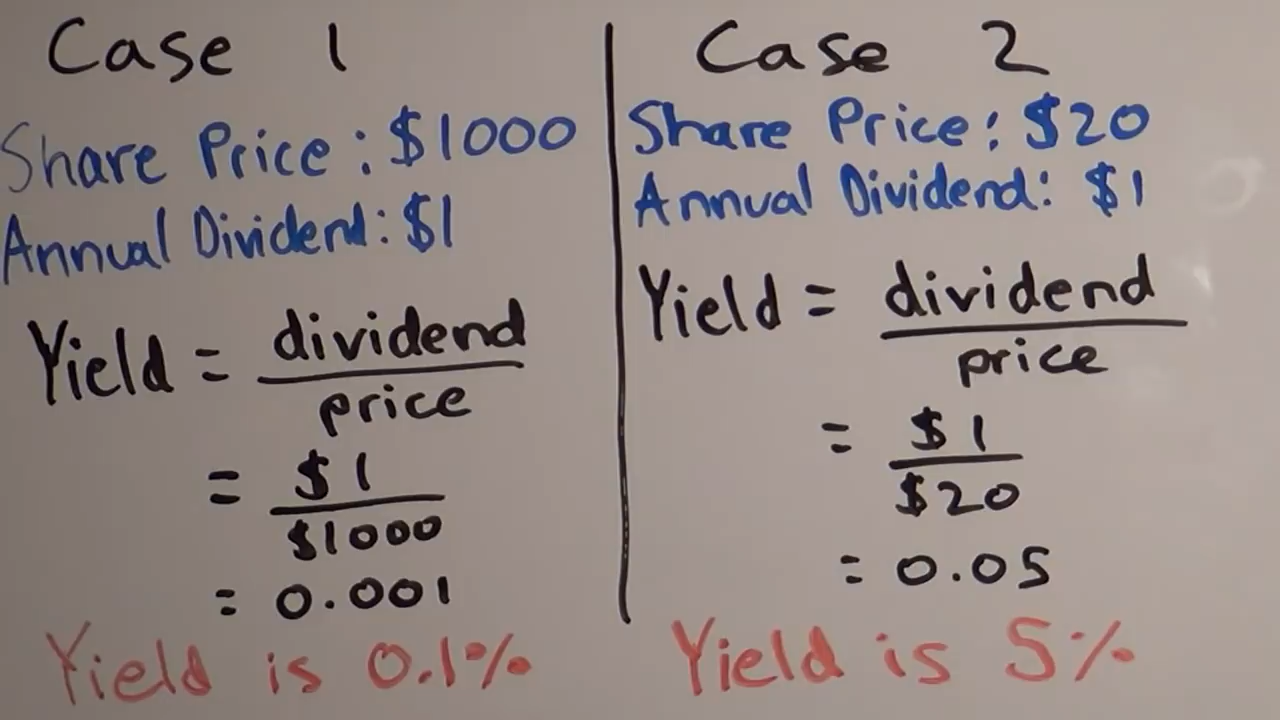 Case 1
Share Price: $1000
Annual Dividend: $1
Yield = dividend
price
= $1
$1000
= 0.001
Yield is 0.1%
Case 2
Share Price: $20
Annual Dividend: $1
Yield = dividend
price
= $1
$20
= 0.05
Yield is 5%